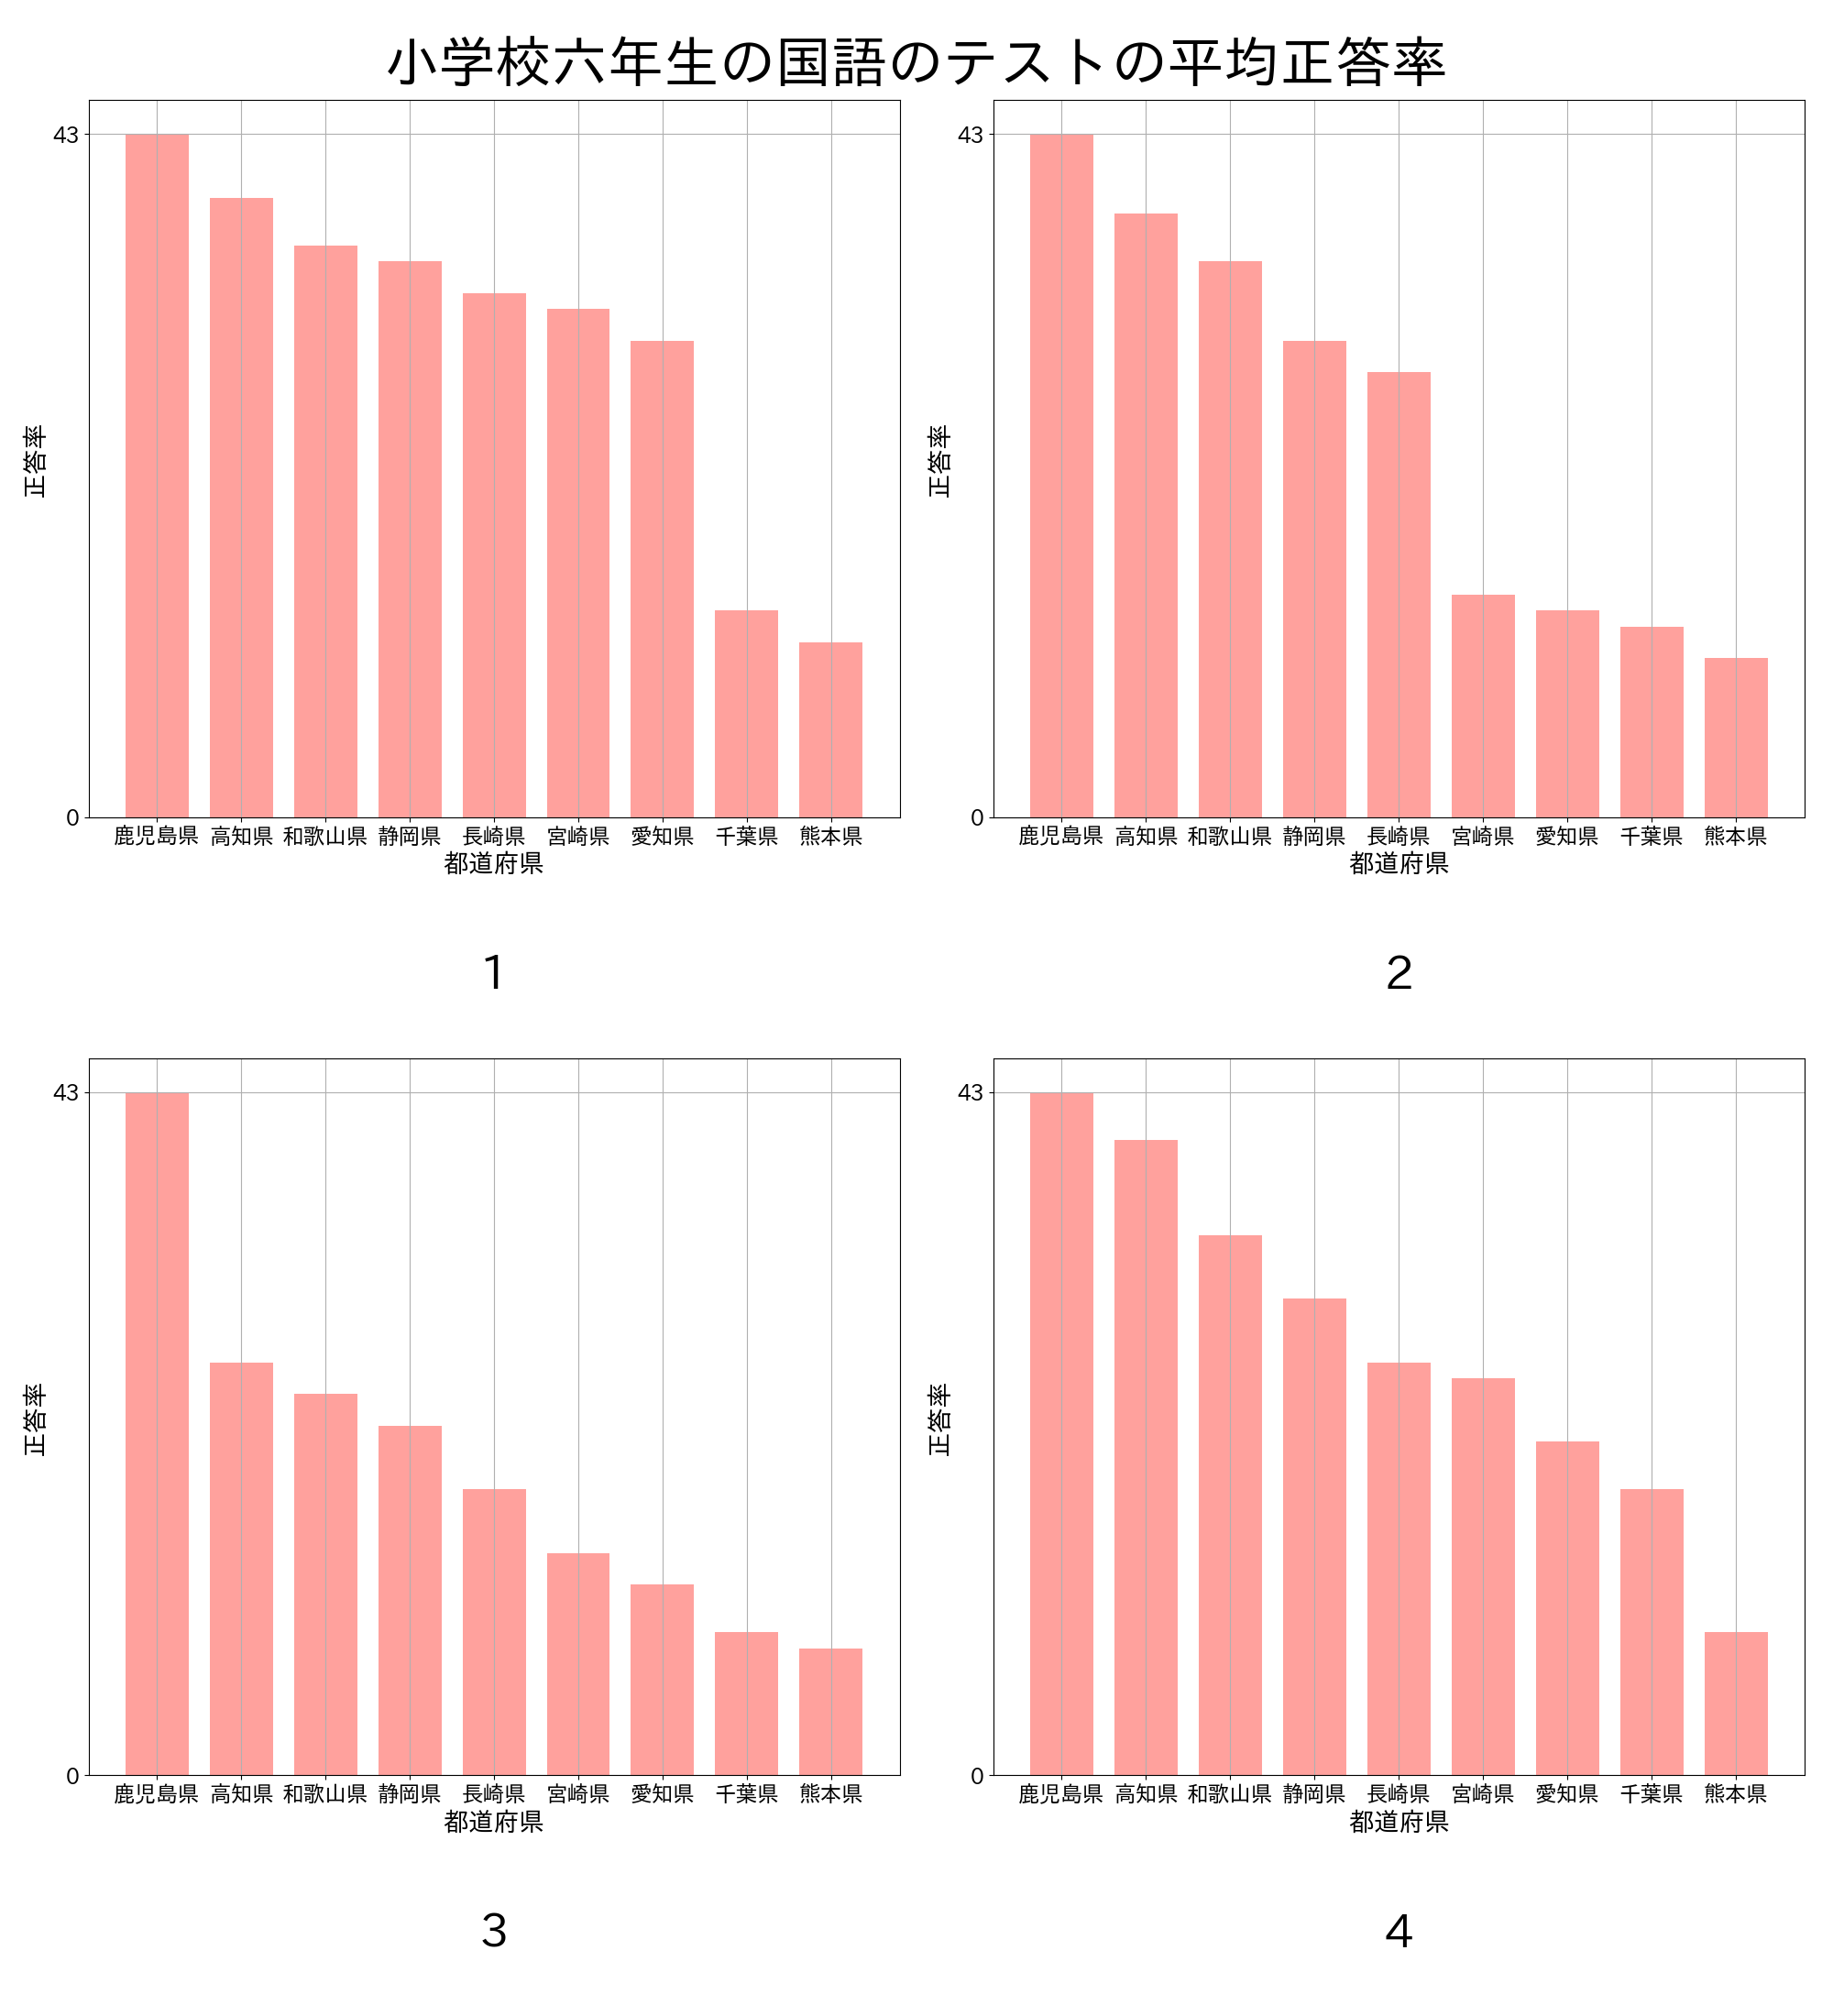 小学校六年生の国語のテストの平均正答率
43
正答率
0
鹿児島県 高知県 和歌山県 静岡県 長崎県 宮崎県 愛知県 千葉県 熊本県
都道府県
1
43
正答率
0
鹿児島県 高知県 和歌山県 静岡県 長崎県 宮崎県 愛知県 千葉県 熊本県
都道府県
2
43
正答率
0
鹿児島県 高知県 和歌山県 静岡県 長崎県 宮崎県 愛知県 千葉県 熊本県
都道府県
3
43
正答率
0
鹿児島県 高知県 和歌山県 静岡県 長崎県 宮崎県 愛知県 千葉県 熊本県
都道府県
4